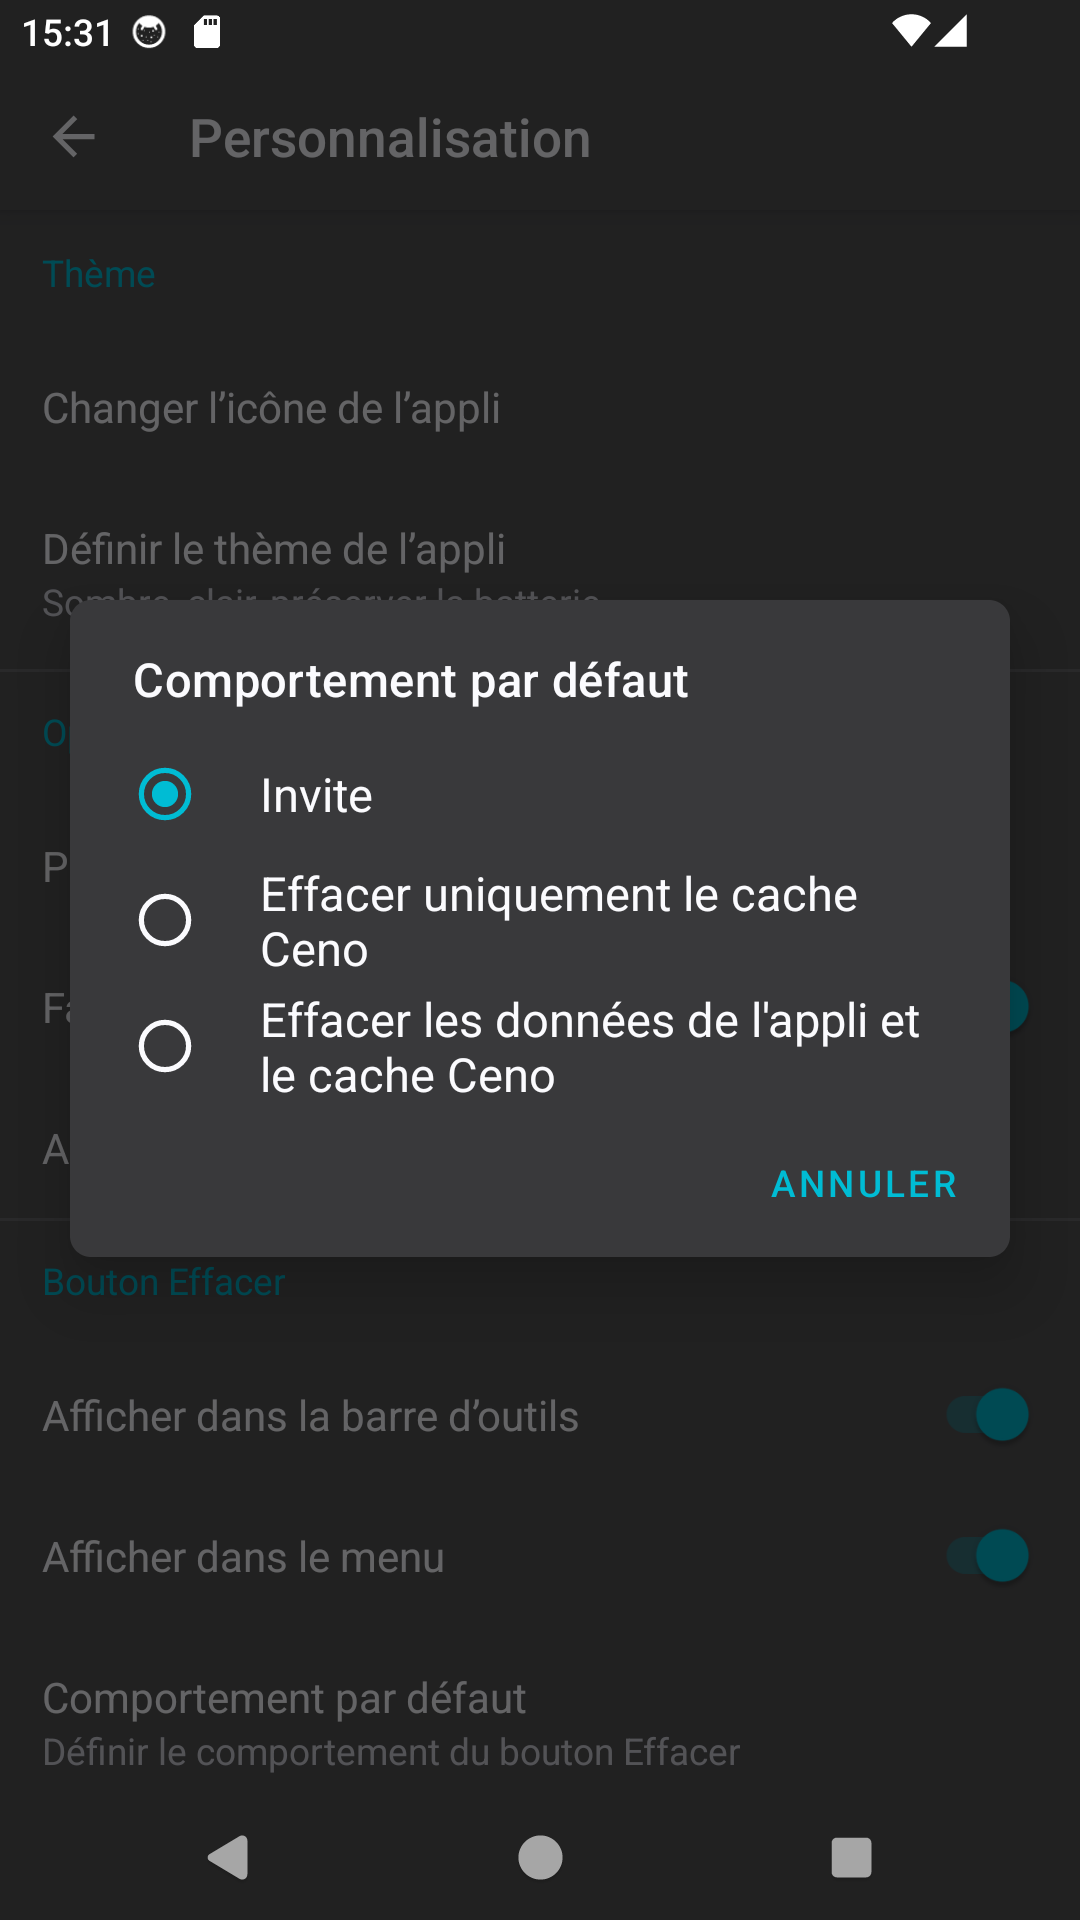 15:31
Personnalisation
Thème
Changer l’icône de l’appli
Définir le thème de l’appli
Comportement par défaut
Invite
Effacer uniquement le cache
Ceno
Effacer les données de l'appli et
le cache Ceno
ANNULER
Bouton Effacer
Afficher dans la barre d’outils
Afficher dans le menu
Comportement par défaut
Définir le comportement du bouton Effacer